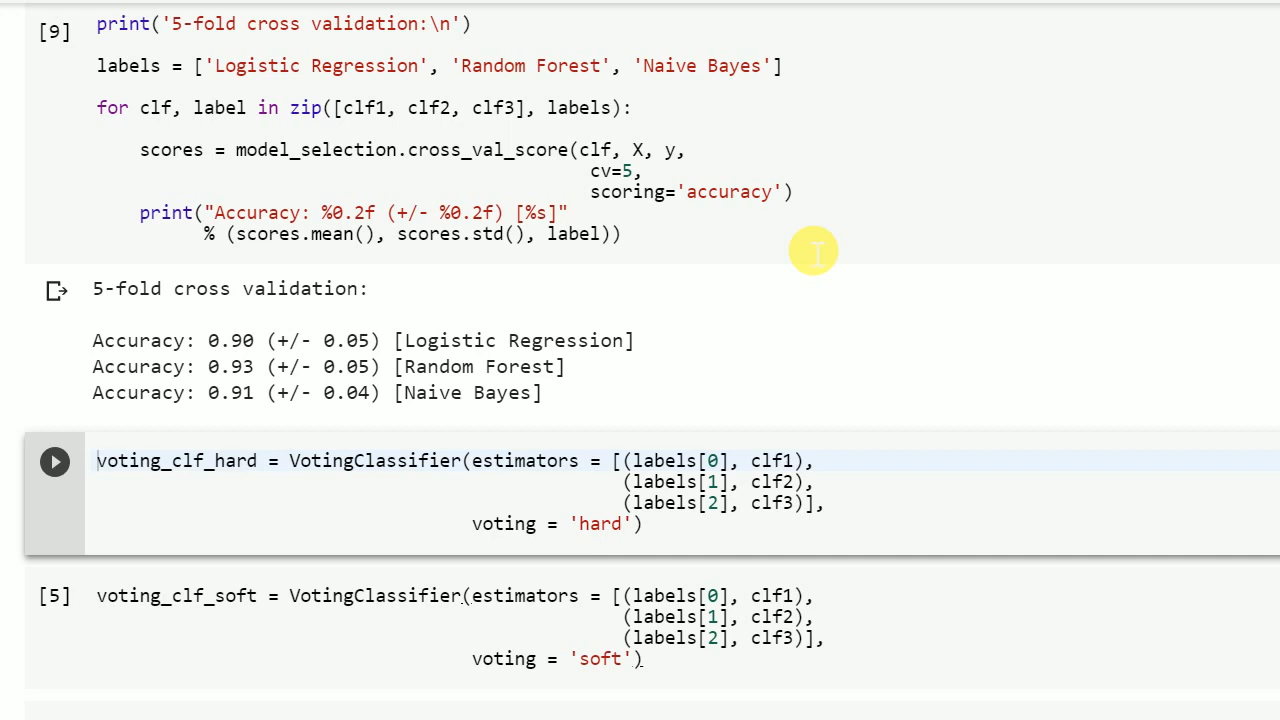 [9] print('5-fold cross validation:\n')
labels = ['Logistic Regression', 'Random Forest', 'Naive Bayes']
for clf, label in zip([clf1, clf2, clf3], labels):
scores = model_selection.cross_val_score(clf, X, y,
cv=5,
scoring='accuracy')
print("Accuracy: %0.2f (+/- %0.2f) [%s]"
% (scores.mean(), scores.std(), label))
5-fold cross validation:
Accuracy: 0.90 (+/- 0.05) [Logistic Regression]
Accuracy: 0.93 (+/- 0.05) [Random Forest]
Accuracy: 0.91 (+/- 0.04) [Naive Bayes]
voting_clf_hard = VotingClassifier(estimators = [(labels[0], clf1),
(labels[1], clf2),
(labels[2], clf3)],
voting = 'hard')
[5] voting_clf_soft = VotingClassifier(estimators = [(labels[0], clf1),
(labels[1], clf2),
(labels[2], clf3)],
voting = 'soft')